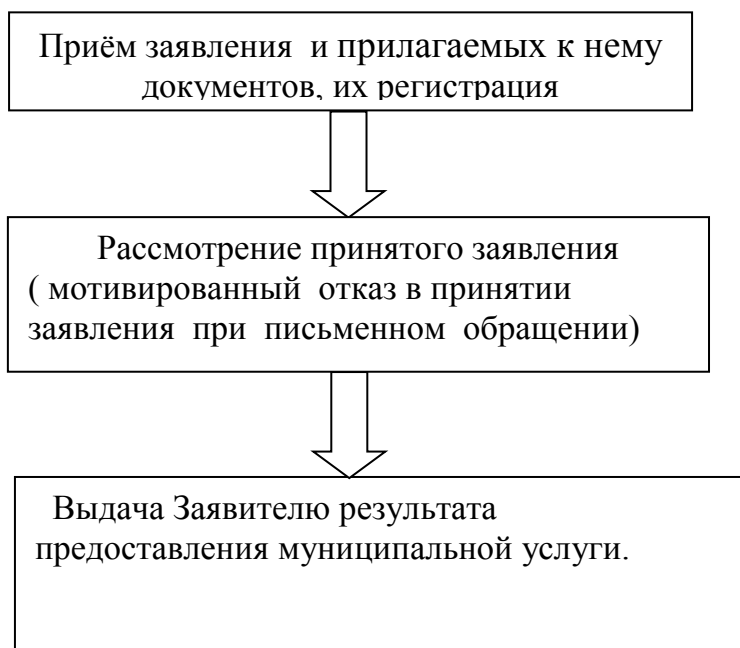 Приём заявления и прилагаемых к нему
документов, их регистрация
Рассмотрение принятого заявления
( мотивированный отказ в принятии
заявления при письменном обращении)
Выдача Заявителю результата
предоставления муниципальной услуги.